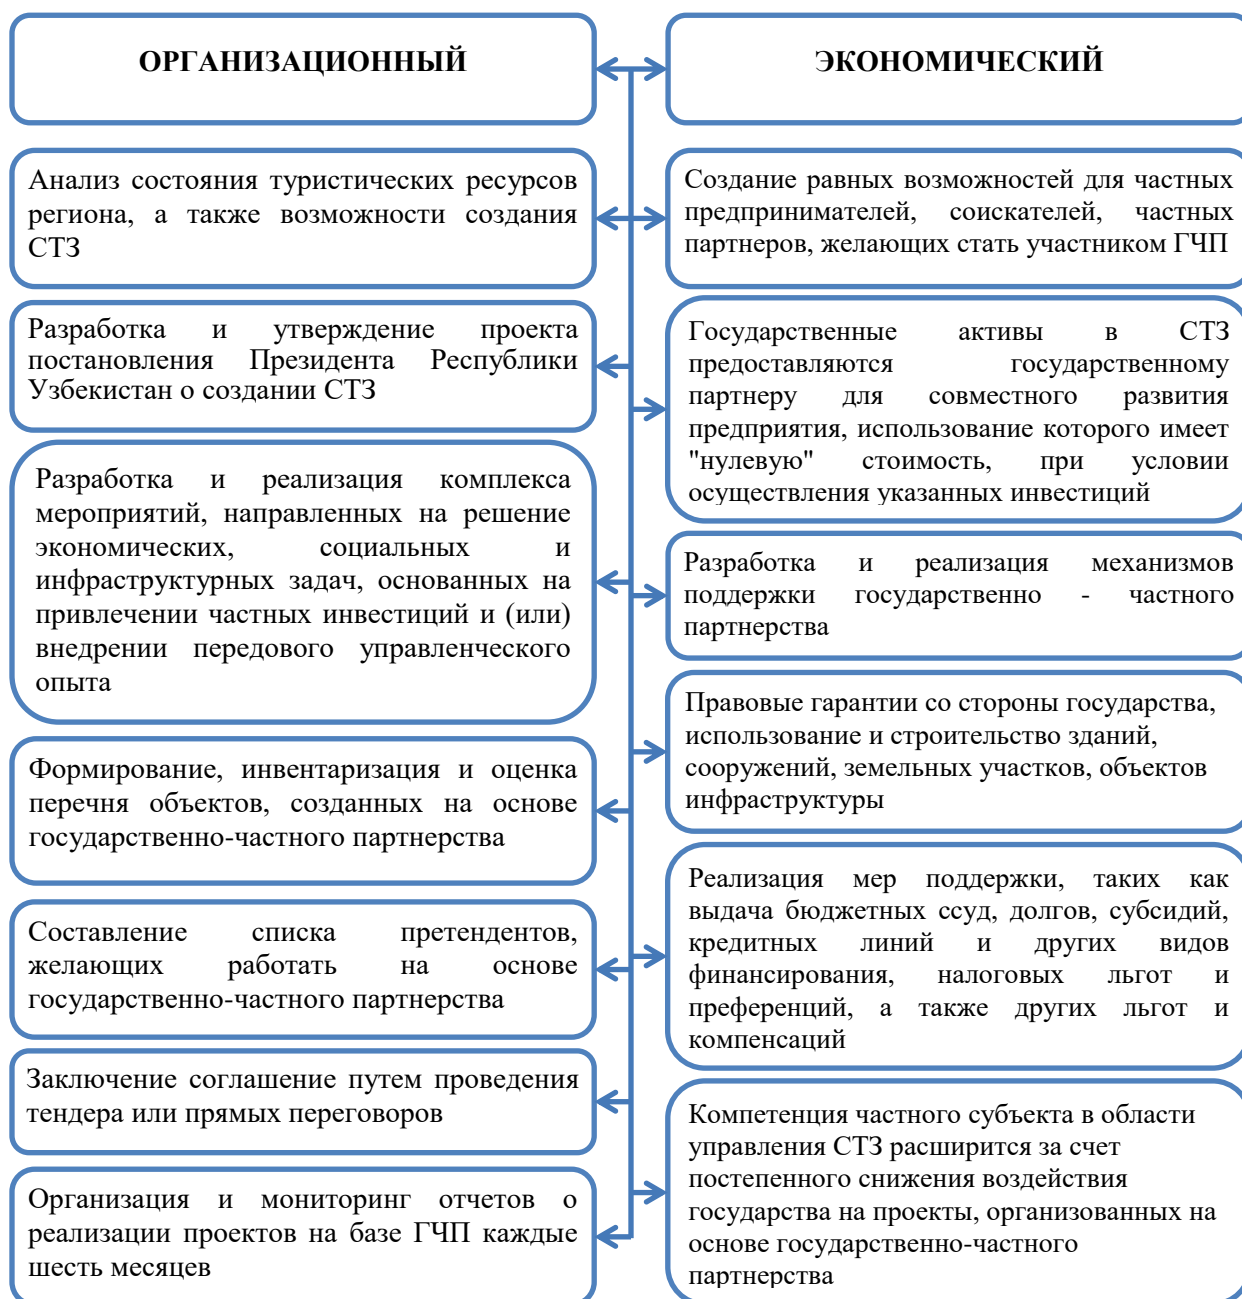 ОРГАНИЗАЦИОННЫЙ
Анализ состояния туристических ресурсов
региона, а также возможности создания
СТЗ
Разработка и утверждение проекта
постановления Президента Республики
Узбекистан о создании СТЗ
Разработка и реализация комплекса
мероприятий, направленных на решение
экономических, социальных и
инфраструктурных задач, основанных на
привлечении частных инвестиций и (или)
внедрении передового управленческого
опыта
Формирование, инвентаризация и оценка
перечня объектов, созданных на основе
государственно-частного партнерства
Составление списка претендентов,
желающих работать на основе
государственно-частного партнерства
Заключение соглашение путем проведения
тендера или прямых переговоров
Организация и мониторинг отчетов о
реализации проектов на базе ГЧП каждые
шесть месяцев
ЭКОНОМИЧЕСКИЙ
Создание равных возможностей для частных
предпринимателей, соискателей, частных
партнеров, желающих стать участником ГЧП
Государственные активы в СТЗ
предоставляются государственному
партнеру для совместного развития
предприятия, использование которого имеет
"нулевую" стоимость, при условии
осуществления указанных инвестиций
Разработка и реализация механизмов
поддержки государственно - частного
партнерства
Правовые гарантии со стороны государства,
использование и строительство зданий,
сооружений, земельных участков, объектов
инфраструктуры
Реализация мер поддержки, таких как
выдача бюджетных ссуд, долгов, субсидий,
кредитных линий и других видов
финансирования, налоговых льгот и
преференций, а также других льгот и
компенсаций
Компетенция частного субъекта в области
управления СТЗ расширится за счет
постепенного снижения воздействия
государства на проекты, организованных на
основе государственно-частного
партнерства